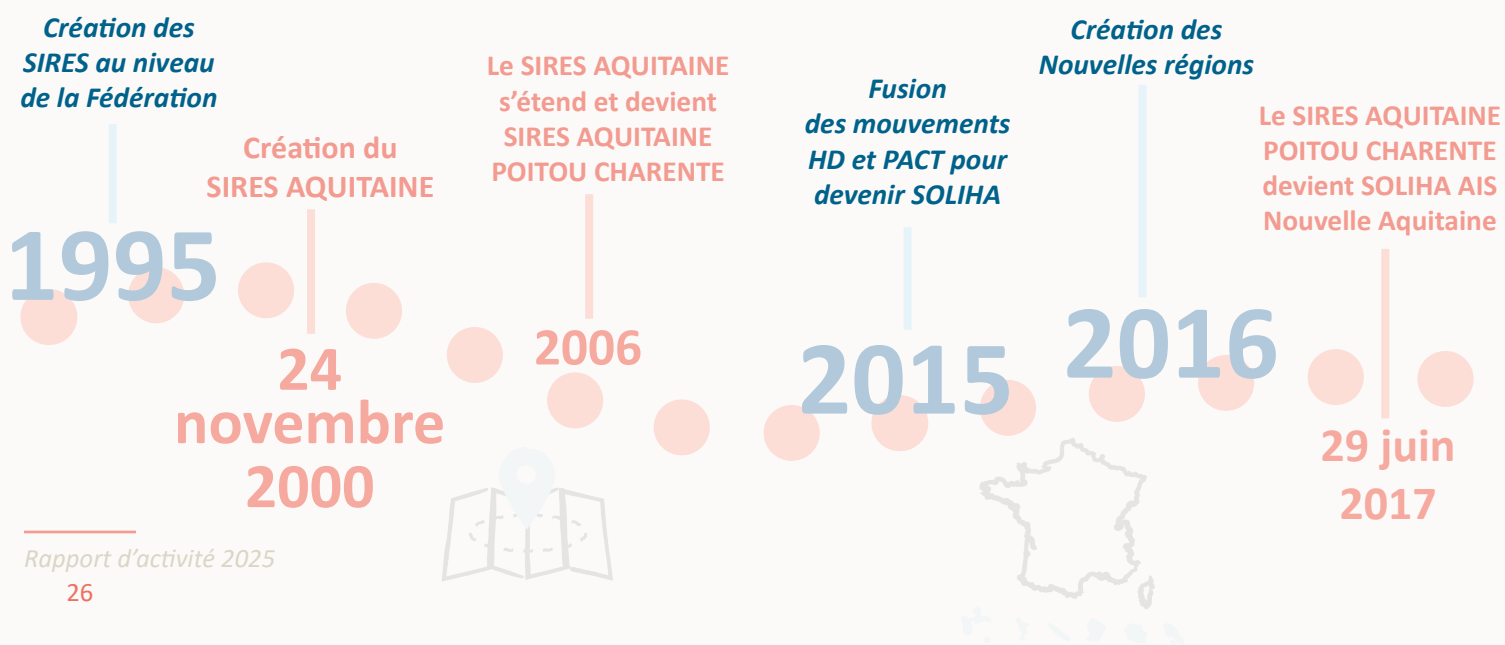 Création des
SIRES au niveau
de la Fédération
1995
Création du
SIRES AQUITAINE
24
novembre
2000
Le SIRES AQUITAINE
s'étend et devient
SIRES AQUITAINE
POITOU CHARENTE
2006
Fusion
des mouvements
HD et PACT pour
devenir SOLIHA
2015
Création des
Nouvelles régions
2016
Le SIRES AQUITAINE
POITOU CHARENTE
devient SOLIHA AIS
Nouvelle Aquitaine
29 juin
2017
Rapport d'activité 2025
26